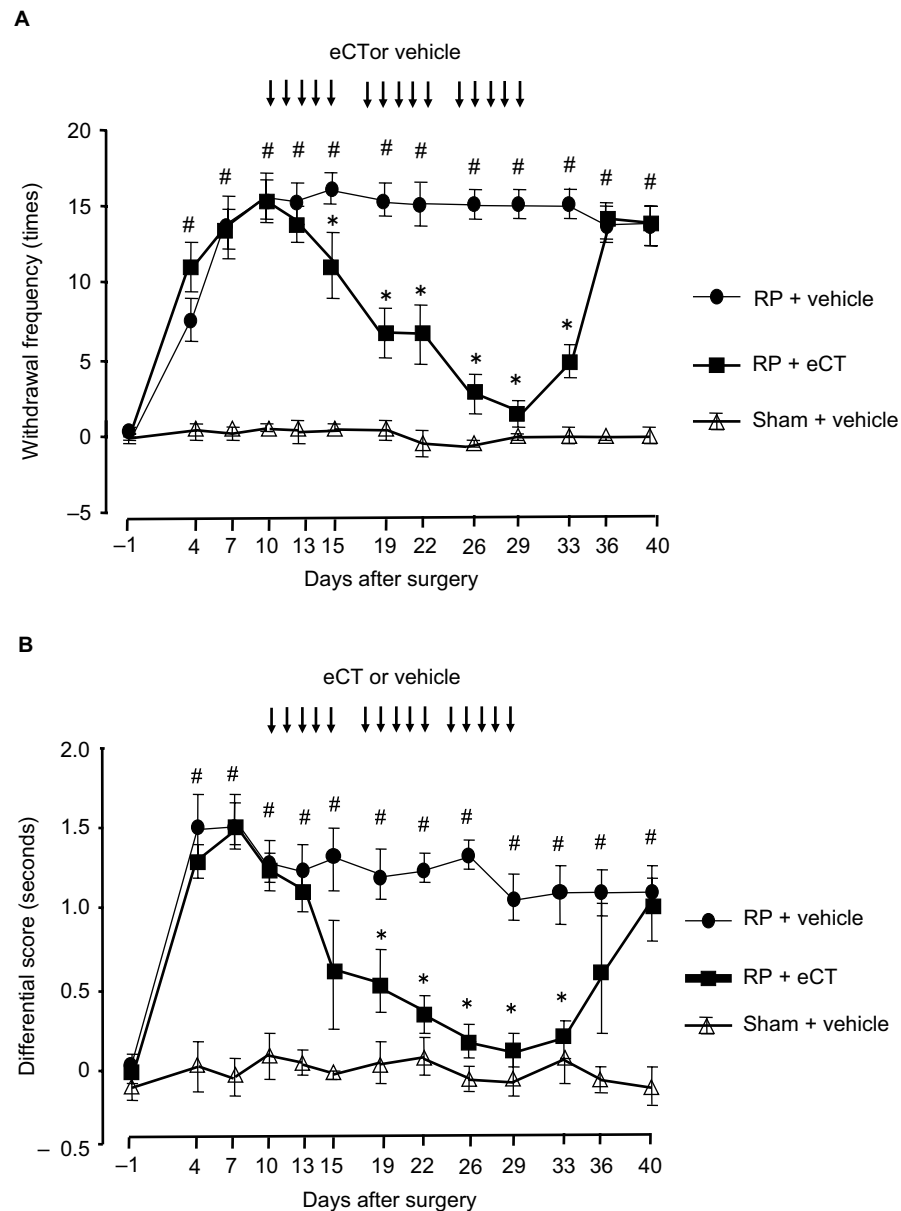 A
eCTor vehicle
20
15
10
5
0
–5
Withdrawal frequency (times)
# # # # # # # # # # # #
* * * * * *
RP + vehicle
RP + eCT
Sham + vehicle
–1 4 7 10 13 15 19 22 26 29 33 36 40
Days after surgery
B
eCT or vehicle
2.0
1.5
1.0
0.5
0
– 0.5
Differential score (seconds)
# # # # # # # # # # # #
* * * * *
RP + vehicle
RP + eCT
Sham + vehicle
–1 4 7 10 13 15 19 22 26 29 33 36 40
Days after surgery